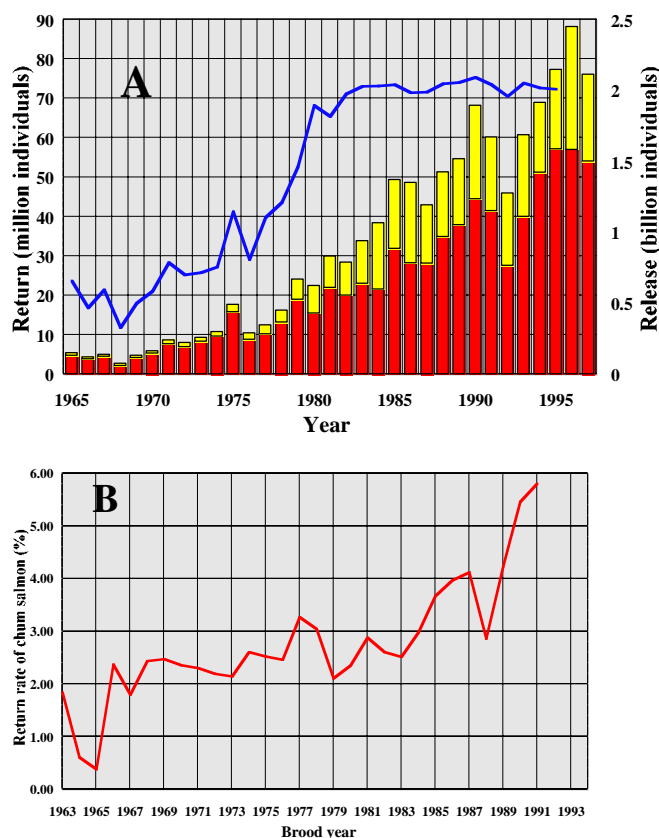 A
90
80
70
60
50
40
30
20
10
0
Return (million individuals)
2.5
2
1.5
1
0.5
0
Release (billion individuals)
1965 1970 1975 1980 1985 1990 1995
Year
B
6.00
5.00
4.00
3.00
2.00
1.00
0.00
Return rate of chum salmon (%)
1963 1965 1967 1969 1971 1973 1975 1977 1979 1981 1983 1985 1987 1989 1991 1993
Brood year